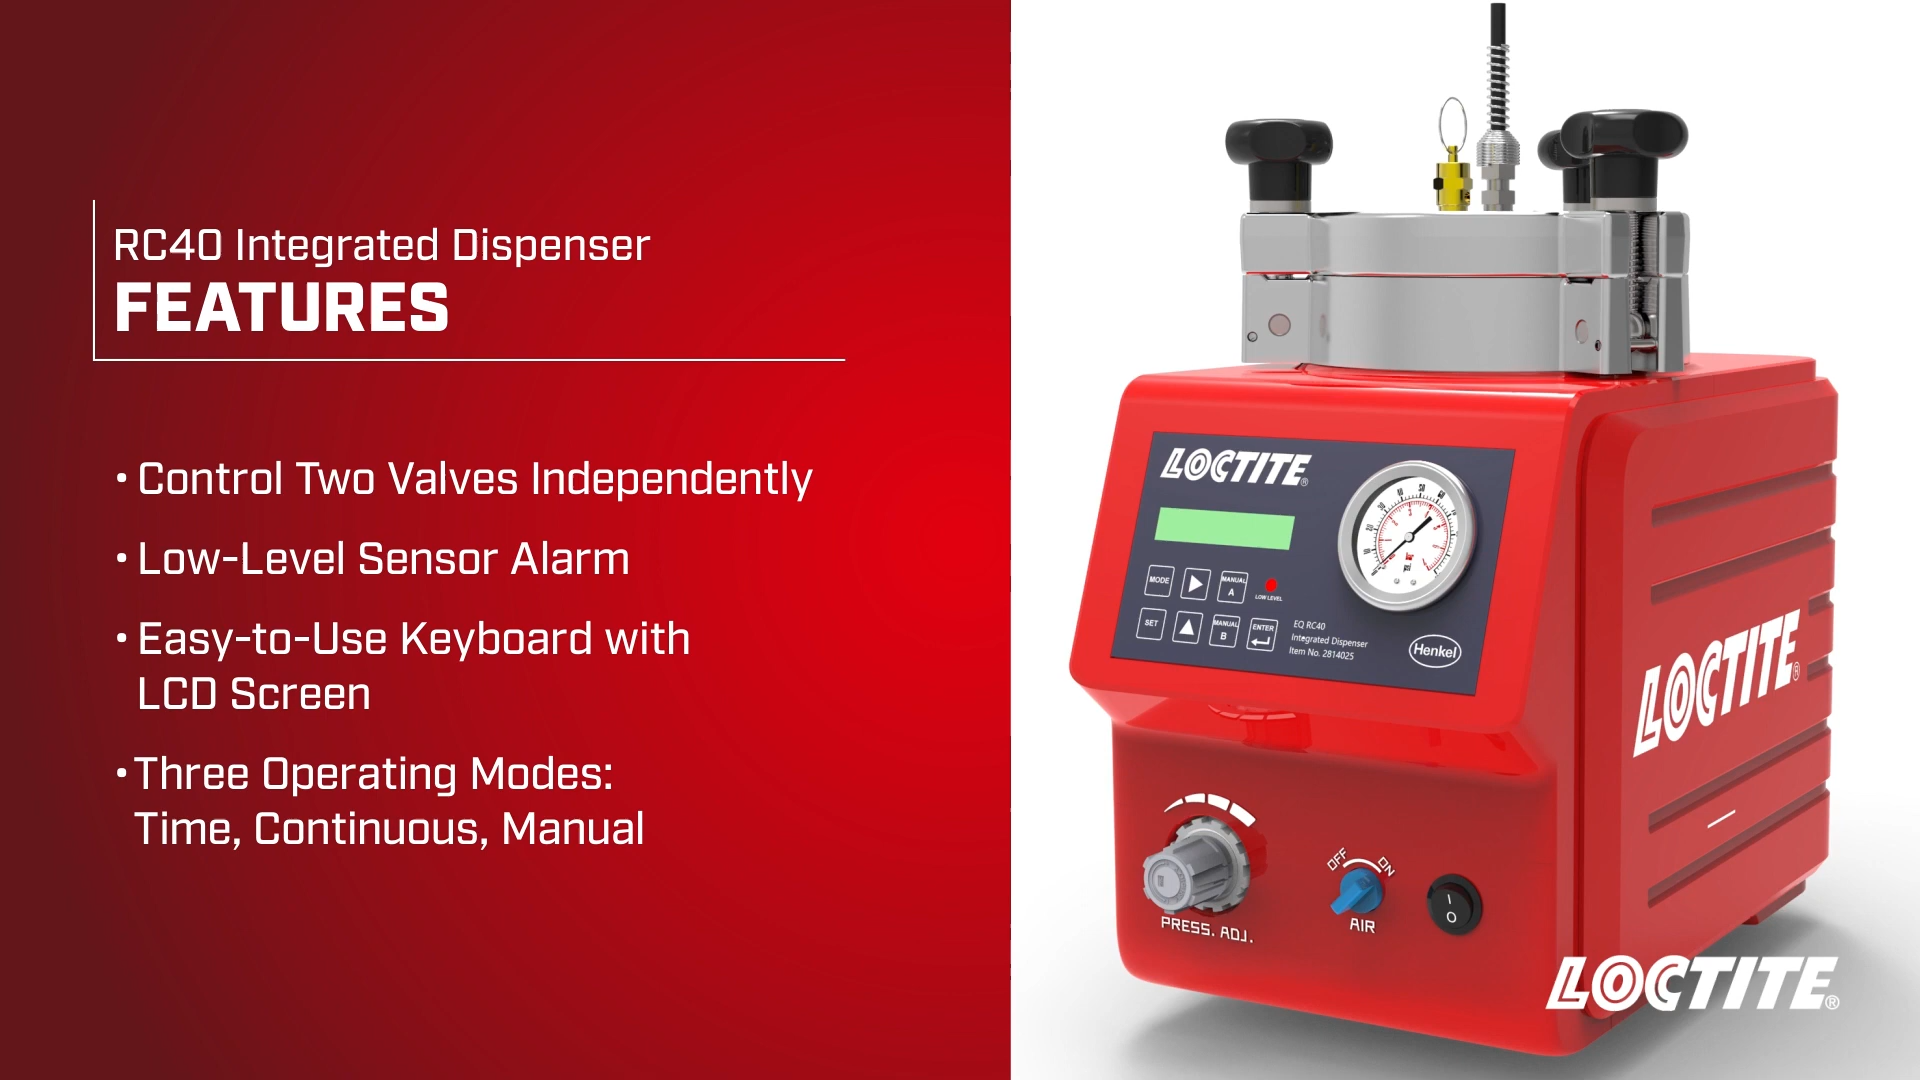 RC40 Integrated Dispenser
FEATURES
• Control Two Valves Independently
• Low-Level Sensor Alarm
• Easy-to-Use Keyboard with
LCD Screen
• Three Operating Modes:
Time, Continuous, Manual
LOCTITE®
MODE
MANUAL
A
LOW LEVEL
SET
MANUAL
B
ENTER
EQ RC40
Integrated Dispenser
Item No. 2814025
Henkel
psi
LOCTITE®
PRESS. ADJ.
OFF ON
AIR
I
O
LOCTITE®